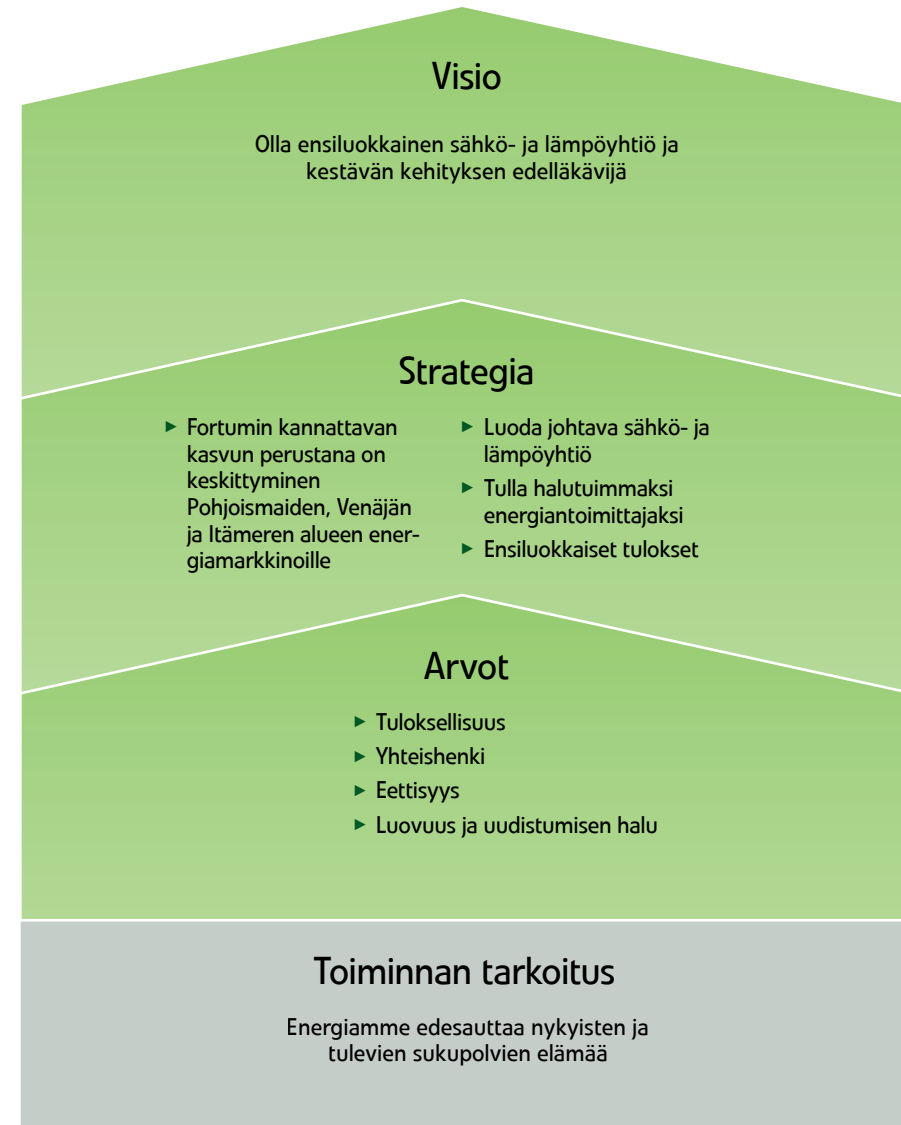 Visio
Olla ensiluokkainen sähkö- ja lämpöyhtiö ja
kestävän kehityksen edelläkävijä
Strategia
▶ Fortumin kannattavan
kasvun perustana on
keskittyminen
Pohjoismaiden, Venäjän
ja Itämeren alueen ener-
giamarkkinoille
▶ Luoda johtava sähkö- ja
lämpöyhtiö
▶ Tulla halutuimmaksi
energiantoimittajaksi
▶ Ensiluokkaiset tulokset
Arvot
▶ Tuloksellisuus
▶ Yhteishenki
▶ Eettisyys
▶ Luovuus ja uudistumisen halu
Toiminnan tarkoitus
Energiamme edesauttaa nykyisten ja
tulevien sukupolvien elämää